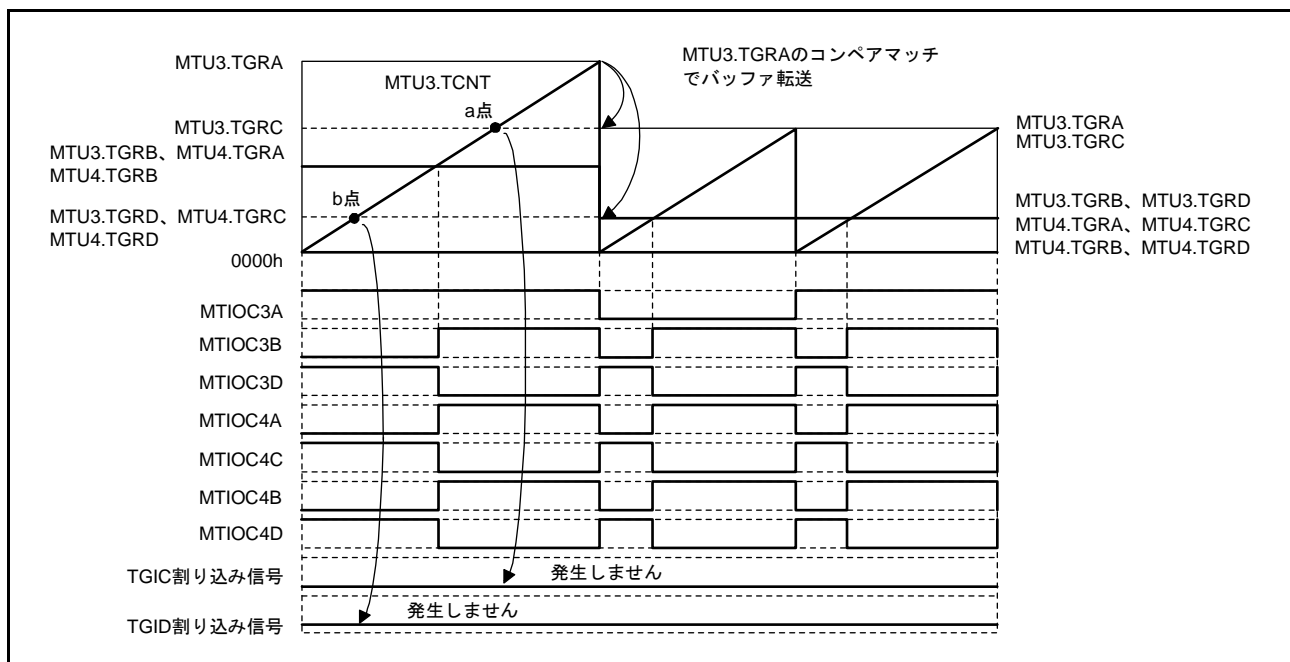 MTU3.TGRA
MTU3.TCNT
MTU3.TGRAのコンペアマッチ
でバッファ転送
a点
MTU3.TGRC
MTU3.TGRB、MTU4.TGRA
MTU4.TGRB
b点
MTU3.TGRD、MTU4.TGRC
MTU4.TGRD
0000h
MTU3.TGRA
MTU3.TGRC
MTU3.TGRB、MTU3.TGRD
MTU4.TGRA、MTU4.TGRC
MTU4.TGRB、MTU4.TGRD
MTIOC3A
MTIOC3B
MTIOC3D
MTIOC4A
MTIOC4C
MTIOC4B
MTIOC4D
TGIC割り込み信号
発生しません
TGID割り込み信号
発生しません